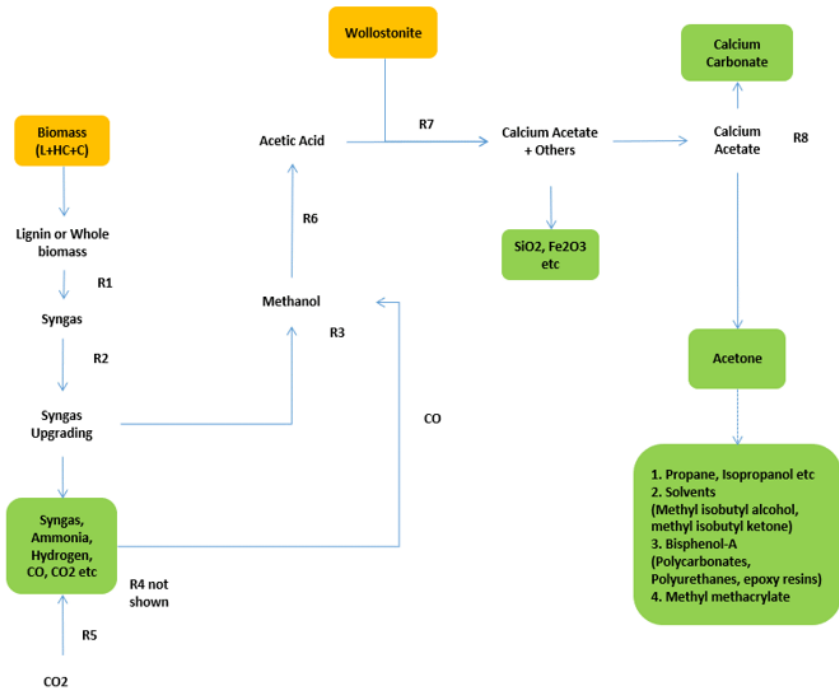 Wollostonite
Calcium
Carbonate
Biomass
(L+HC+C)
Acetic Acid
R7
Calcium Acetate
+ Others
Calcium
Acetate
R8
Lignin or Whole
biomass
R6
SiO2, Fe2O3
etc
R1
Syngas
Methanol
R3
R2
Acetone
Syngas
Upgrading
CO
Syngas,
Ammonia,
Hydrogen,
CO, CO2 etc
R4 not
shown
R5
CO2
1. Propane, Isopropanol etc
2. Solvents
(Methyl isobutyl alcohol,
methyl isobutyl ketone)
3. Bisphenol-A
(Polycarbonates,
Polyurethanes, epoxy resins)
4. Methyl methacrylate